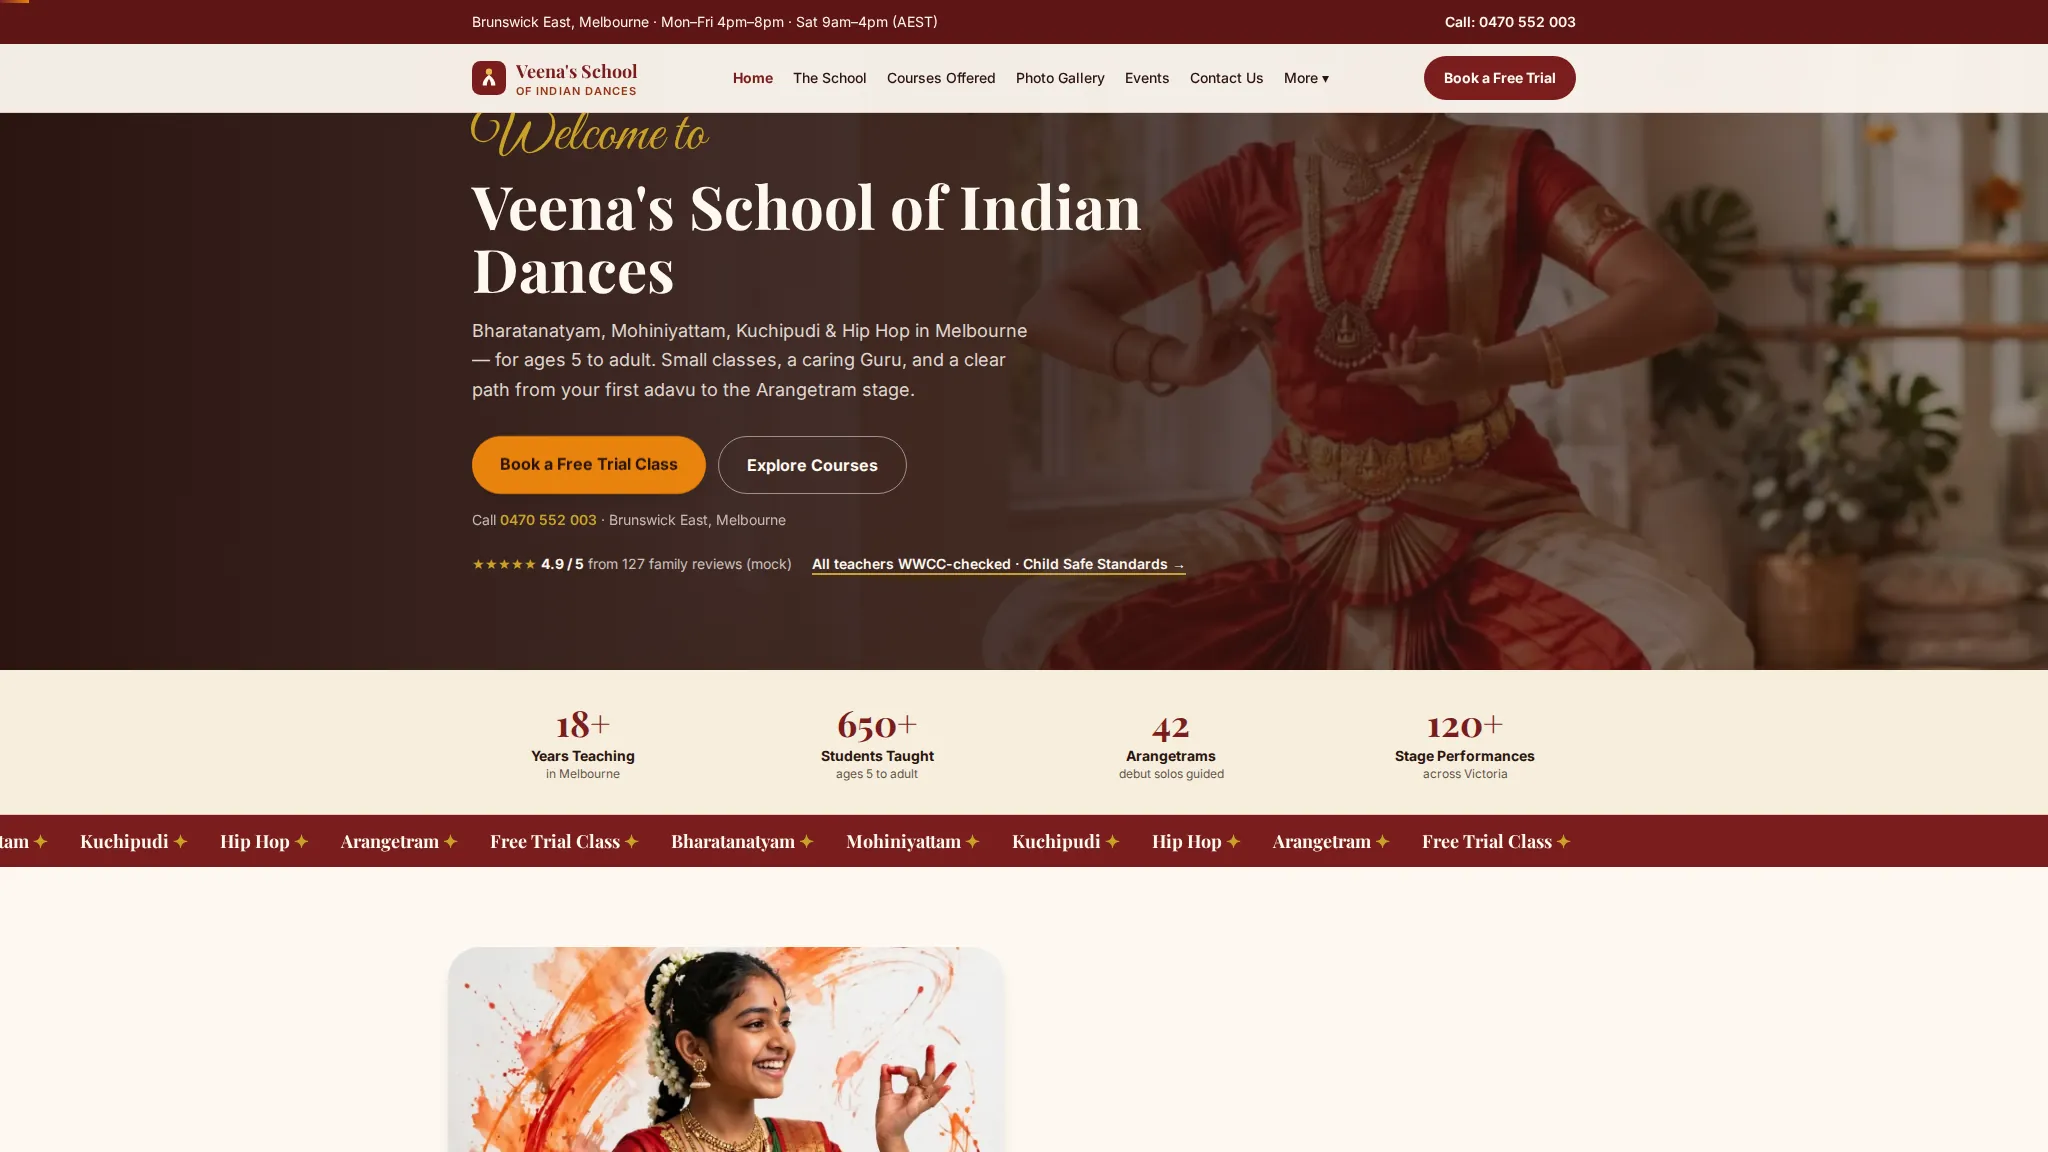 Brunswick East, Melbourne · Mon–Fri 4pm–8pm · Sat 9am–4pm (AEST)
Call: 0470 552 003
Veena's School
OF INDIAN DANCES
Home
The School
Courses Offered
Photo Gallery
Events
Contact Us
More ▾
Book a Free Trial
Welcome to
Veena's School of Indian
Dances
Bharatanatyam, Mohiniyattam, Kuchipudi & Hip Hop in Melbourne
— for ages 5 to adult. Small classes, a caring Guru, and a clear
path from your first adavu to the Arangetram stage.
Book a Free Trial Class
Explore Courses
Call 0470 552 003 · Brunswick East, Melbourne
★★★★★ 4.9 / 5 from 127 family reviews (mock)
All teachers WWCC-checked · Child Safe Standards →
18+
Years Teaching
in Melbourne
650+
Students Taught
ages 5 to adult
42
Arangetrams
debut solos guided
120+
Stage Performances
across Victoria
tam ✦ Kuchipudi ✦ Hip Hop ✦ Arangetram ✦ Free Trial Class ✦ Bharatanatyam ✦ Mohiniyattam ✦ Kuchipudi ✦ Hip Hop ✦ Arangetram ✦ Free Trial Class ✦